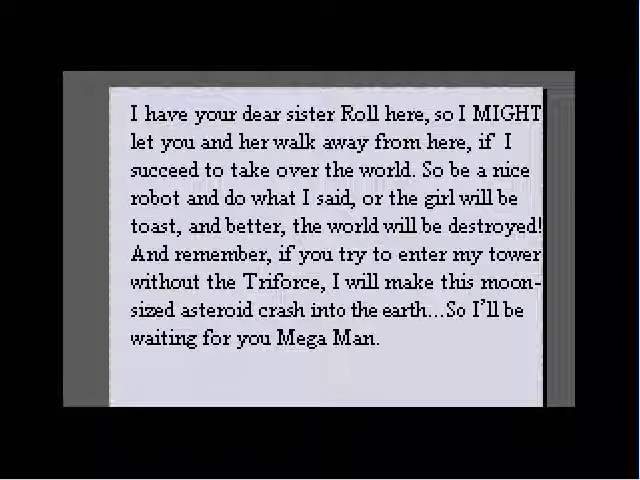 I have your dear sister Roll here, so I MIGHT
let you and her walk away from here, if I
succeed to take over the world. So be a nice
robot and do what I said, or the girl will be
toast, and better, the world will be destroyed!
And remember, if you try to enter my tower
without the Triforce, I will make this moon-
sized asteroid crash into the earth...So I'll be
waiting for you Mega Man.